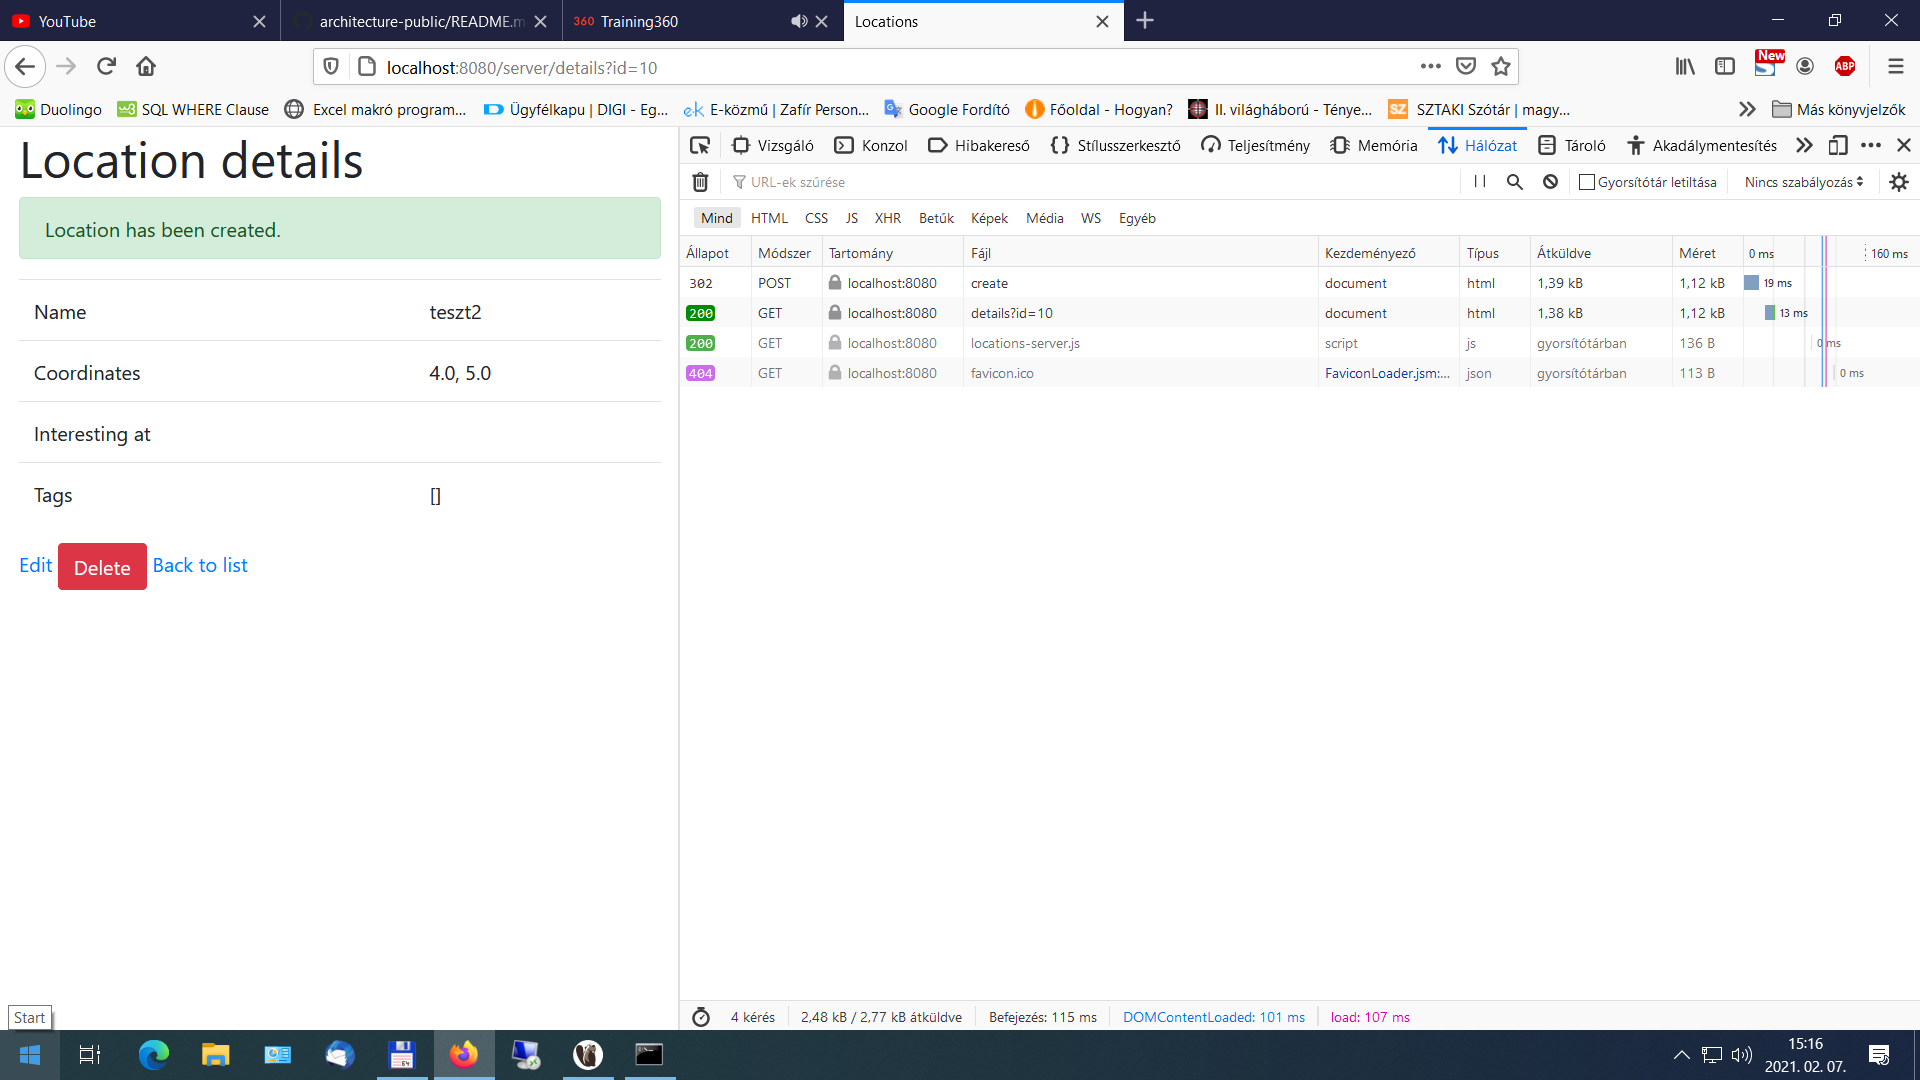 YouTube
architecture-public/README.m
360 Training360
Locations
localhost:8080/server/details?id=10
New
ABP
Duolingo
SQL WHERE Clause
Excel makró program...
Ügyfélkapu | DIGI - Eg...
E-közmű | Zafír Person...
Google Fordító
Főoldal - Hogyan?
II. világháború - Ténye...
SZ SZTAKI Szótár | magy...
Más könyvjelzők
Location details
Location has been created.
Name teszt2
Coordinates 4.0, 5.0
Interesting at
Tags []
Edit Delete Back to list
Vizsgáló Konzol Hibakereső Stílusszerkesztő Teljesítmény Memória Hálózat Tároló Akadálymentesítés
URL-ek szűrése
Gyorsítótár letiltása
Nincs szabályozás
Mind HTML CSS JS XHR Betűk Képek Média WS Egyéb
Állapot Módszer Tartomány Fájl Kezdeményező Típus Átküldve Méret 0 ms 160 ms
302 POST localhost:8080 create document html 1,39 kB 1,12 kB 19 ms
200 GET localhost:8080 details?id=10 document html 1,38 kB 1,12 kB 13 ms
200 GET localhost:8080 locations-server.js script js gyorsítótárban 136 B 0 ms
404 GET localhost:8080 favicon.ico FaviconLoader.jsm:... json gyorsítótárban 113 B 0 ms
4 kérés 2,48 kB / 2,77 kB átküldve Befejezés: 115 ms DOMContentLoaded: 101 ms load: 107 ms
Start
64
15:16
2021. 02. 07.